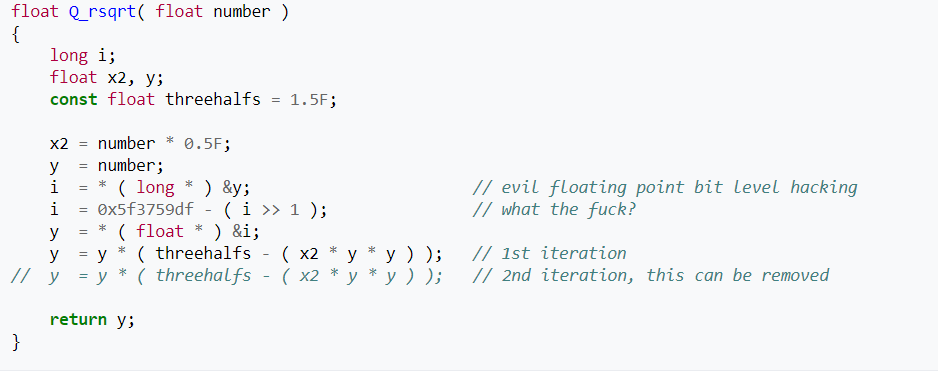 float Q_rsqrt( float number )
{
    long i;
    float x2, y;
    const float threehalfs = 1.5F;

    x2 = number * 0.5F;
    y  = number;
    i  = * ( long * ) &y;                       // evil floating point bit level hacking
    i  = 0x5f3759df - ( i >> 1 );               // what the fuck?
    y  = * ( float * ) &i;
    y  = y * ( threehalfs - ( x2 * y * y ) );   // 1st iteration
//  y  = y * ( threehalfs - ( x2 * y * y ) );   // 2nd iteration, this can be removed

    return y;
}